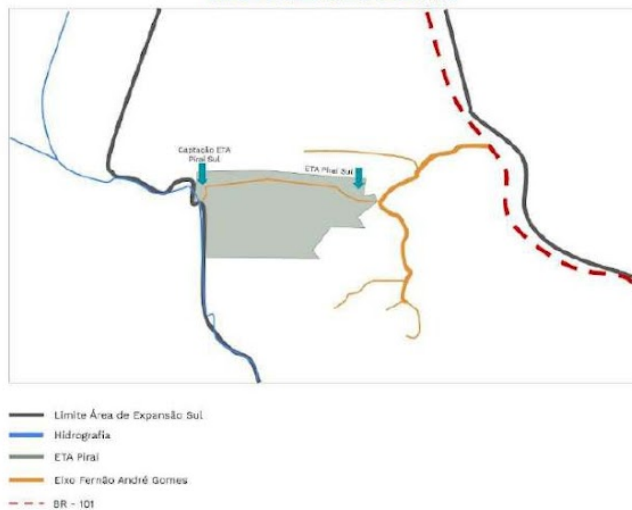 Captação ETA
Piraí Sul
ETA Piraí Sul
Limite Área de Expansão Sul
Hidrografia
ETA Piraí
Eixo Fernão André Gomes
BR - 101